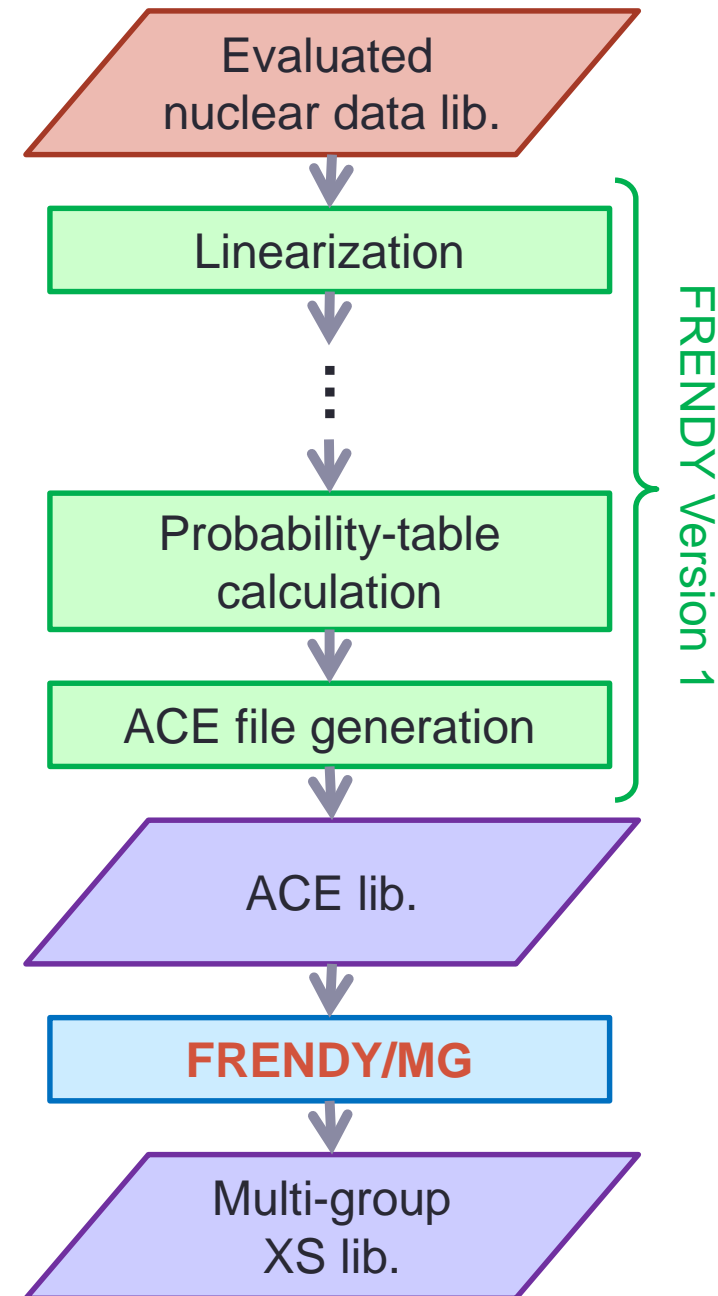 Evaluated
nuclear data lib.
Linearization
⋮
Probability-table
calculation
ACE file generation
FRENDY Version 1
ACE lib.
FRENDY/MG
Multi-group
XS lib.